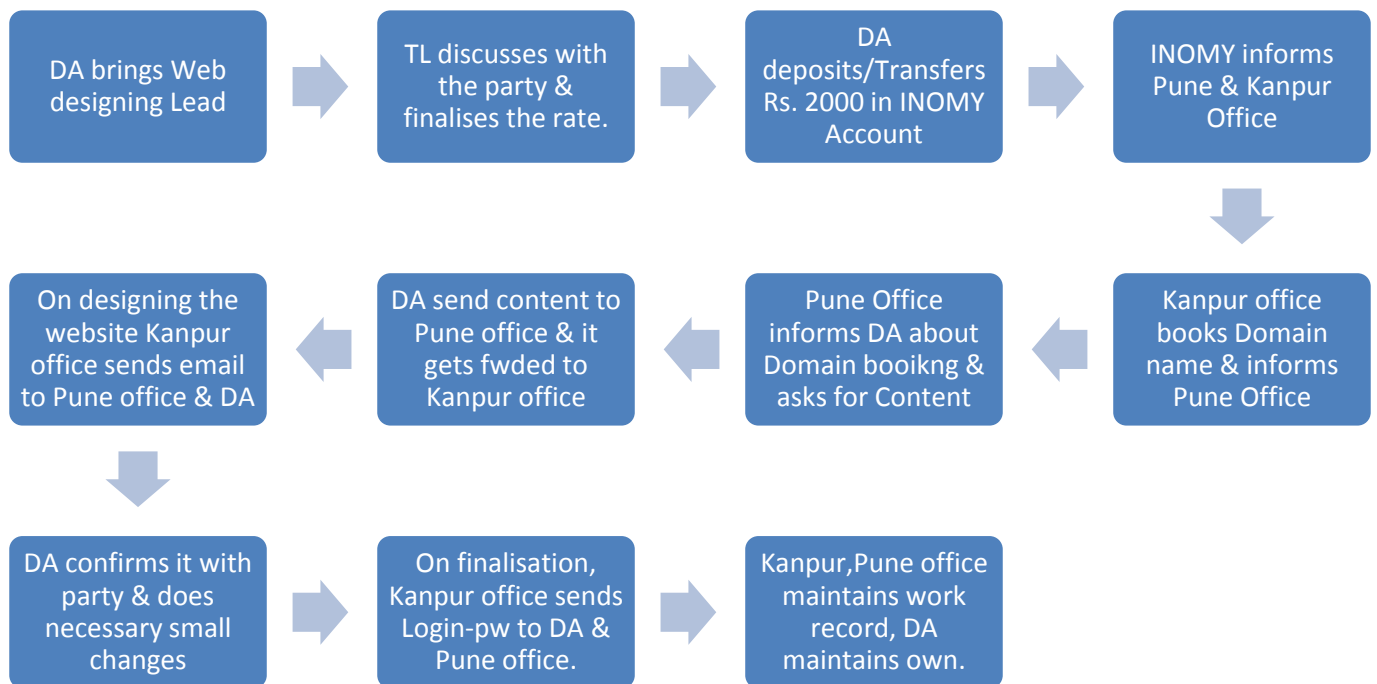 DA brings Web
designing Lead
TL discusses with
the party &
finalises the rate.
DA
deposits/Transfers
Rs. 2000 in INOMY
Account
INOMY informs
Pune & Kanpur
Office
Kanpur office
books Domain
name & informs
Pune Office
Pune Office
informs DA about
Domain booikng &
asks for Content
DA send content to
Pune office & it
gets fwded to
Kanpur office
On designing the
website Kanpur
office sends email
to Pune office & DA
DA confirms it with
party & does
necessary small
changes
On finalisation,
Kanpur office sends
Login-pw to DA &
Pune office.
Kanpur,Pune office
maintains work
record, DA
maintains own.